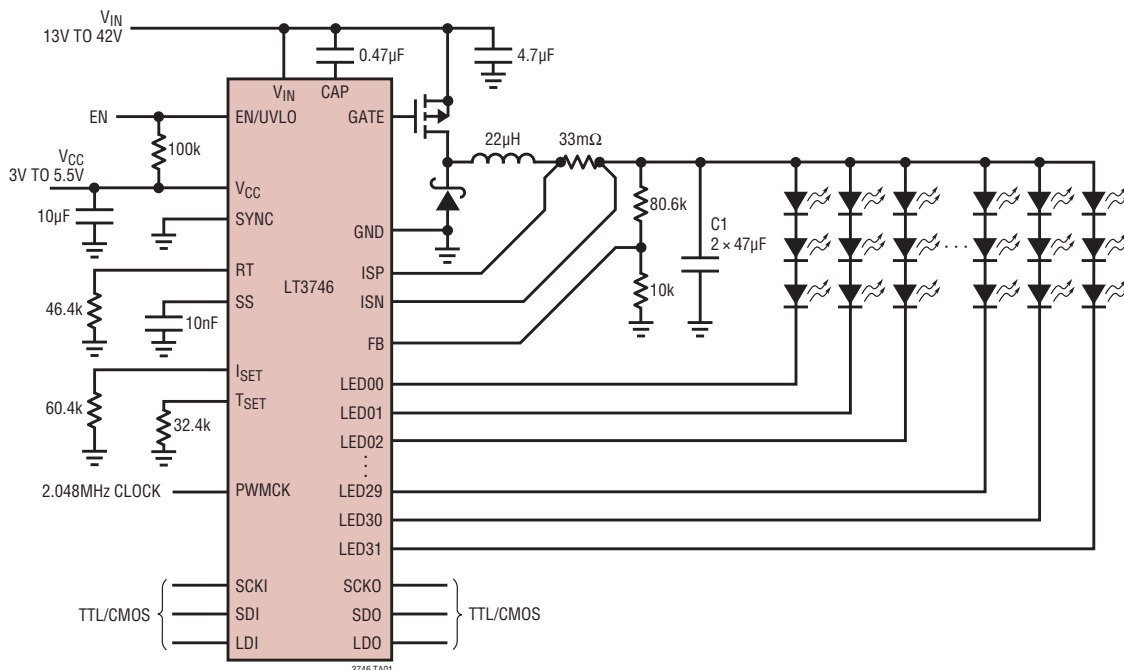 VIN
13V TO 42V
0.47µF
4.7µF
VIN
CAP
EN
EN/UVLO
GATE
100k
22µH
33mΩ
VCC
3V TO 5.5V
VCC
10µF
SYNC
GND
80.6k
C1
2 × 47µF
RT
ISP
LT3746
46.4k
SS
ISN
10k
10nF
FB
ISET
LED00
TSET
60.4k
32.4k
LED01
LED02
2.048MHz CLOCK
PWMCK
LED29
LED30
LED31
SCKI
SCKO
TTL/CMOS
SDI
SDO
TTL/CMOS
LDI
LDO
3746 TA01